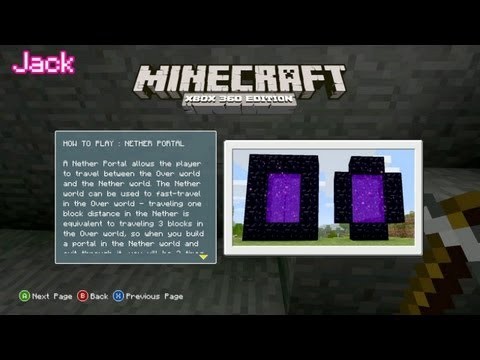 Jack
MINECRAFT
XBOX 360 EDITION
HOW TO PLAY : NETHER PORTAL
A Nether Portal allows the player
to travel between the Over world
and the Nether world. The Nether
world can be used to fast-travel
in the Over world - traveling one
block distance in the Nether is
equivalent to traveling 3 blocks in
the Over world, so when you build
a portal in the Nether world and
A Next Page B Back X Previous Page